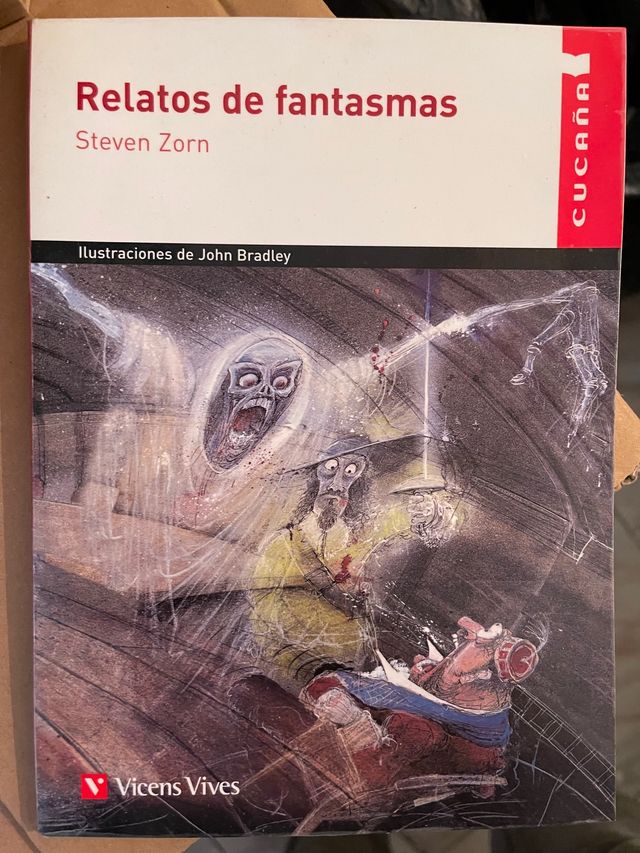 Relatos de fantasmas
Steven Zorn
CUCAÑA
Ilustraciones de John Bradley
Vicens Vives